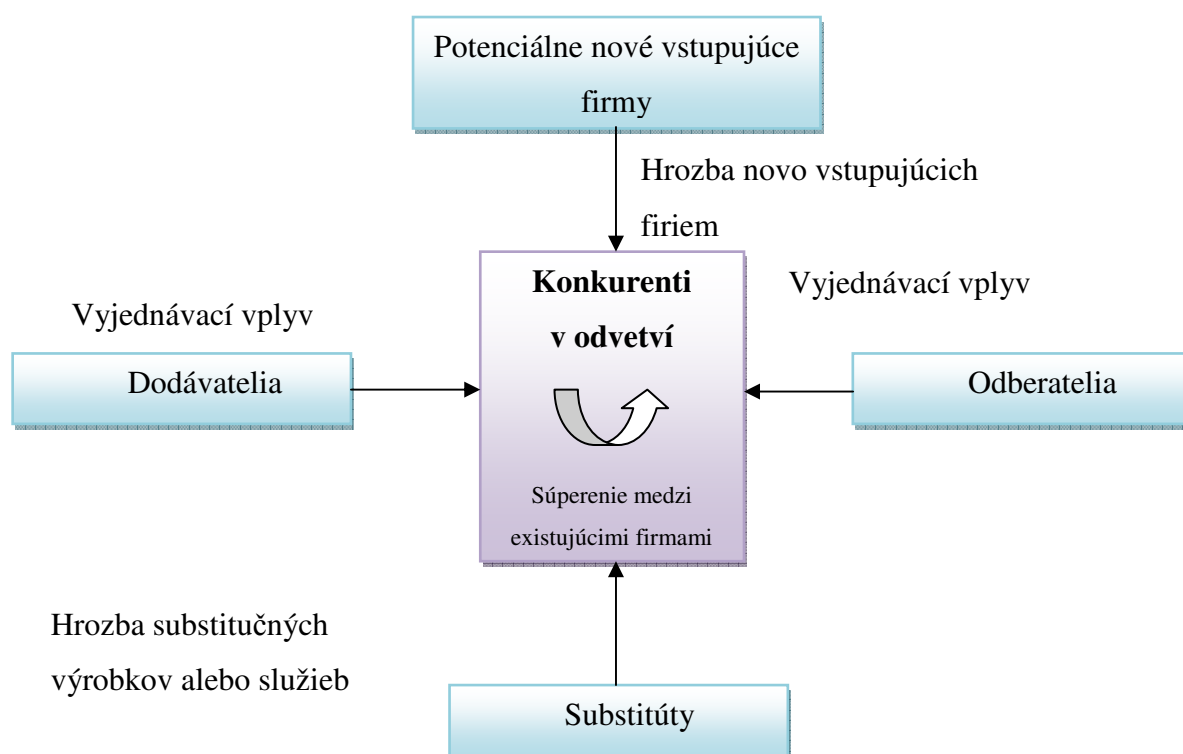 Potenciálne nové vstupujúce
firmy
Hrozba novo vstupujúcich
firiem
Konkurenti
v odvetví
Vyjednávací vplyv
Vyjednávací vplyv
Dodávatelia
Odberatelia
Súperenie medzi
existujúcimi firmami
Hrozba substitučných
výrobkov alebo služieb
Substitúty